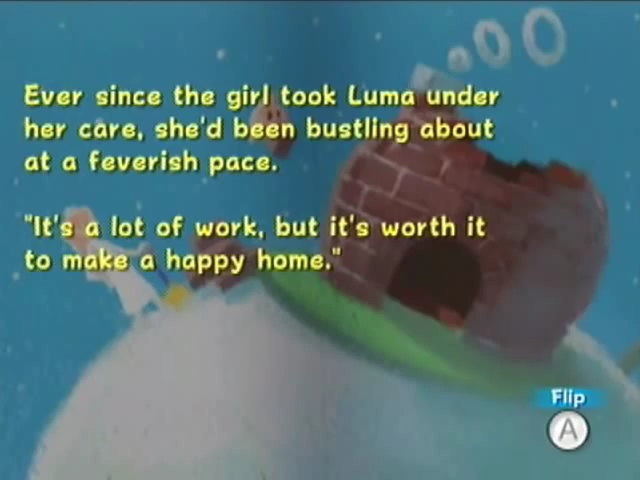 Ever since the girl took Luma under
her care, she'd been bustling about
at a feverish pace.
"It's a lot of work, but it's worth it
to make a happy home."
Flip
A